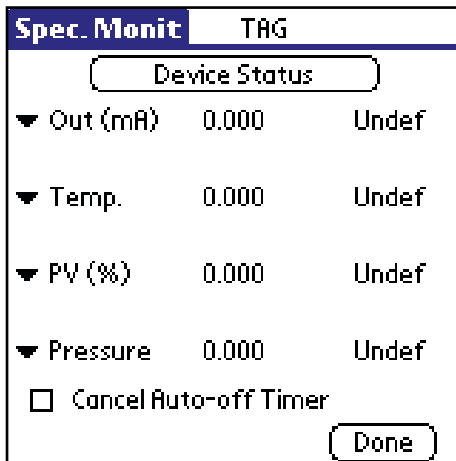 Spec. Monit TAG
Device Status
Out (mA) 0.000 Undef
Temp. 0.000 Undef
PV (%) 0.000 Undef
Pressure 0.000 Undef
Cancel Auto-off Timer
Done